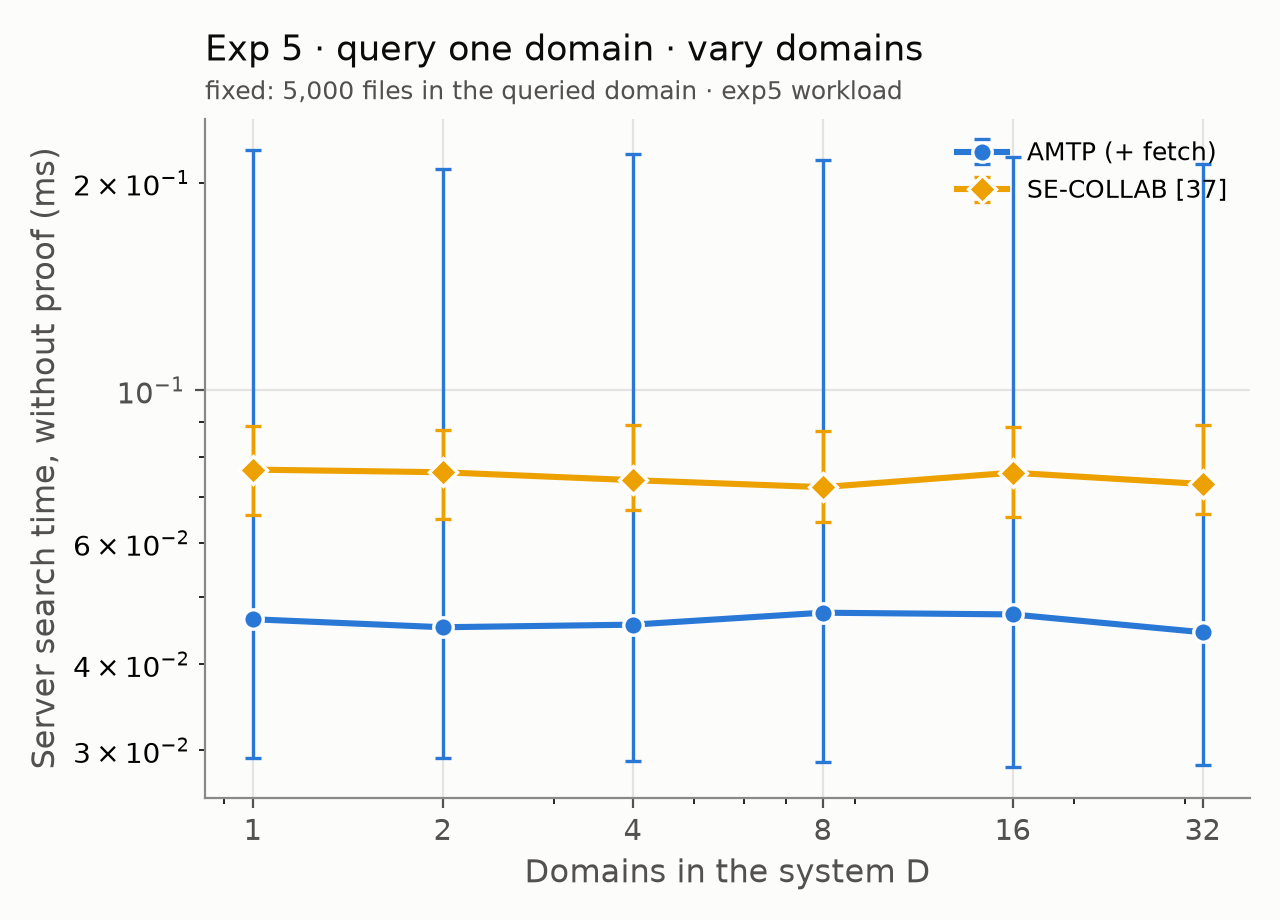 Exp 5 · query one domain · vary domains
fixed: 5,000 files in the queried domain · exp5 workload
AMTP (+ fetch)
SE-COLLAB [37]
Server search time, without proof (ms)
2 × 10⁻¹
10⁻¹
6 × 10⁻²
4 × 10⁻²
3 × 10⁻²
1 2 4 8 16 32
Domains in the system D